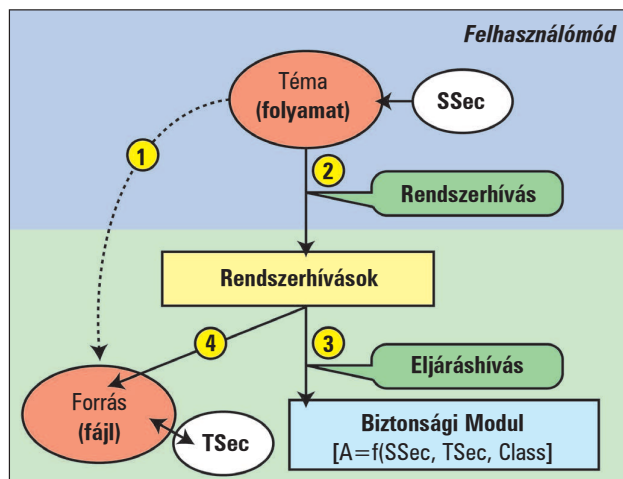 Felhasználómód
Téma
(folyamat)
SSec
1
2
Rendszerhívás
Rendszerhívások
4
3
Eljáráshívás
Forrás
(fájl)
TSec
Biztonsági Modul
[A=f(SSec, TSec, Class]